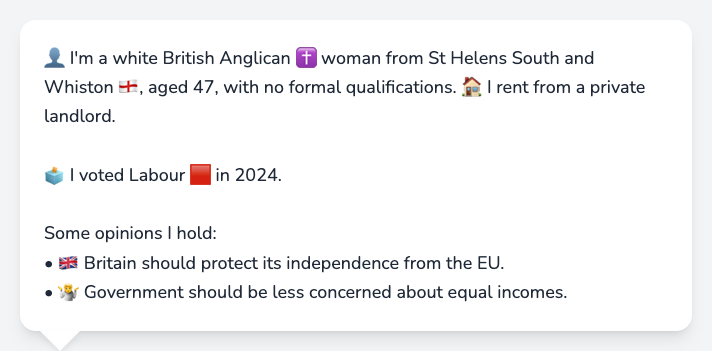 👤 I'm a white British Anglican ✝️ woman from St Helens South and
Whiston 🏴󠁧󠁢󠁥󠁮󠁧󠁿, aged 47, with no formal qualifications. 🏠 I rent from a private
landlord.
🗳️ I voted Labour 🟥 in 2024.
Some opinions I hold:
• 🇬🇧 Britain should protect its independence from the EU.
• 🤷‍♀️ Government should be less concerned about equal incomes.